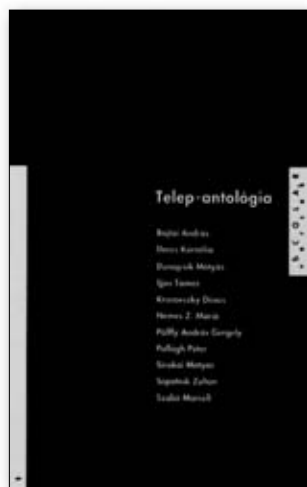 Telep-antológia
Bajtai András
Deres Kornélia
Dunajcsik Mátyás
Ijjas Tamás
Krusovszky Dénes
Nemes Z. Márió
Pálffy András Gergely
Pollágh Péter
Sirokai Mátyás
Sopotnik Zoltán
Szabó Marcell
SCOLAR